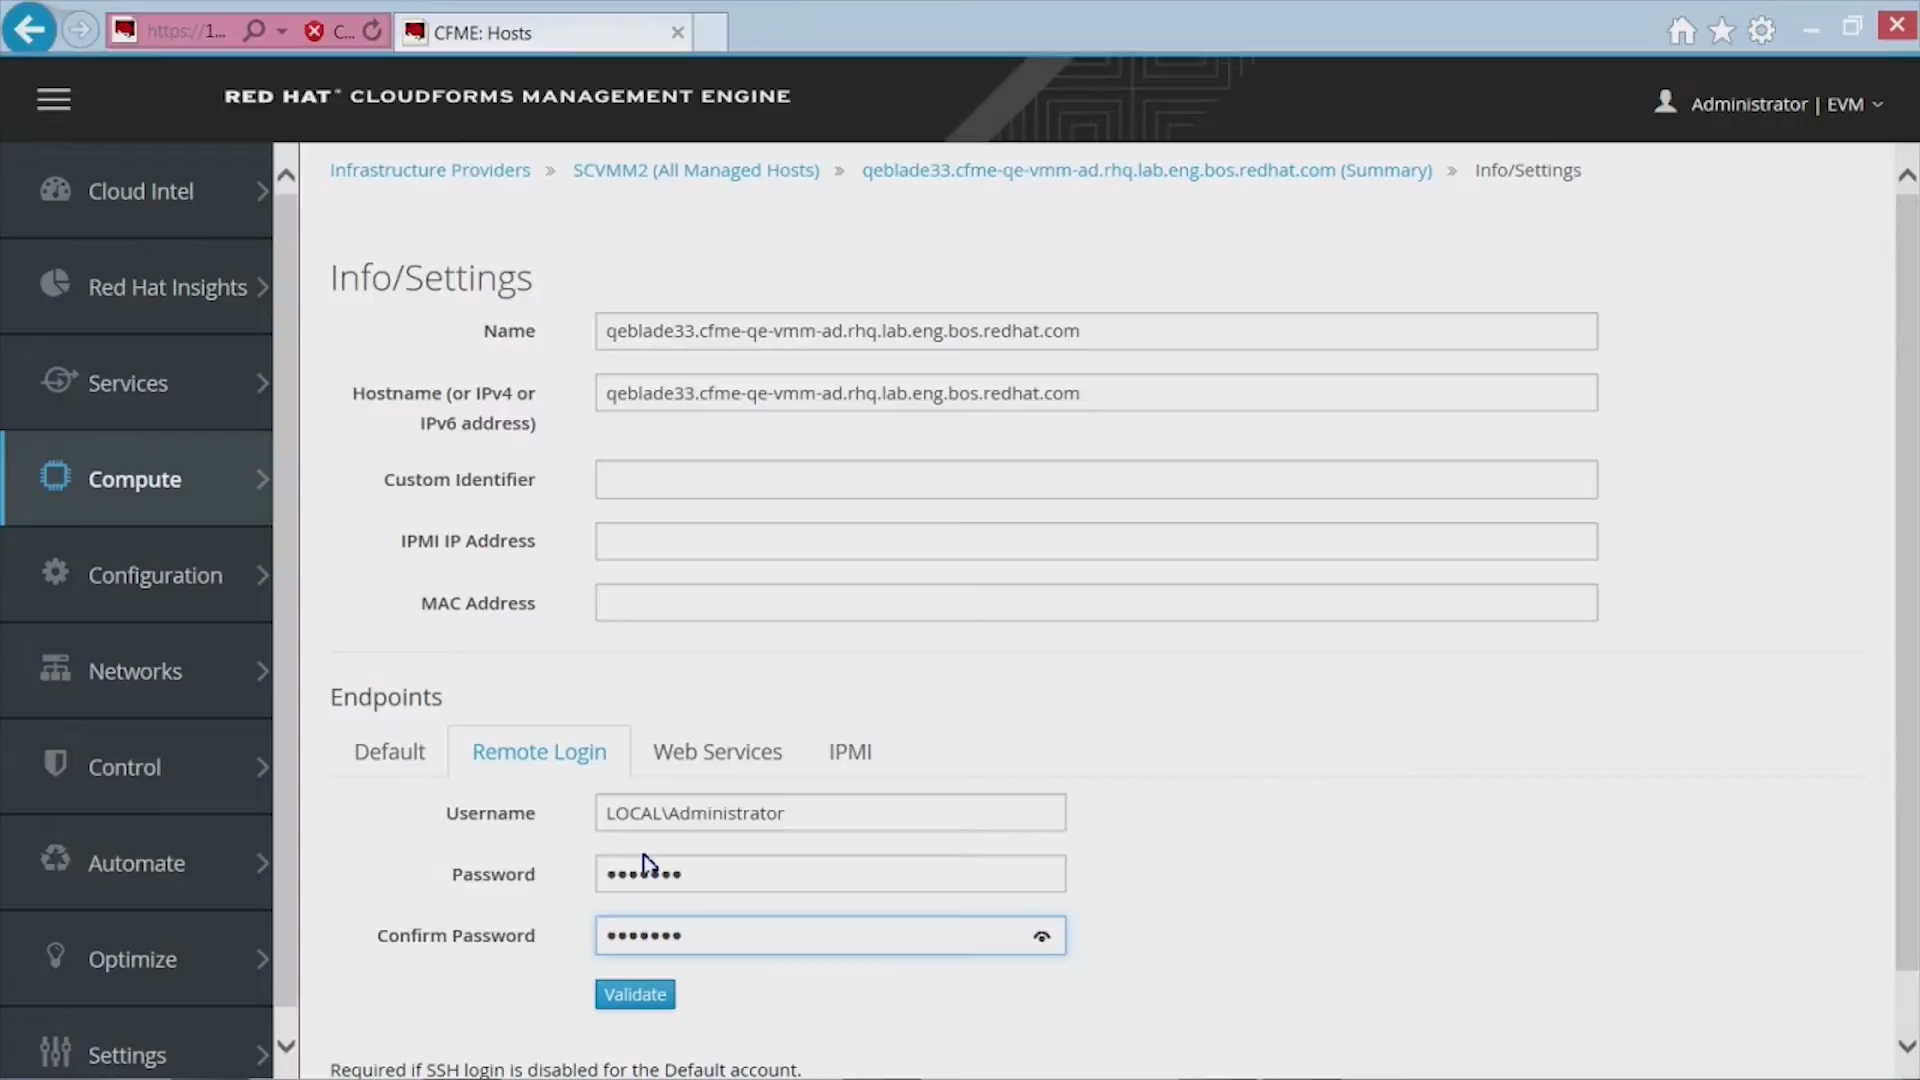 https://1... C... CFME: Hosts
RED HAT® CLOUDFORMS MANAGEMENT ENGINE
Administrator | EVM
Cloud Intel
Red Hat Insights
Services
Compute
Configuration
Networks
Control
Automate
Optimize
Settings
Infrastructure Providers » SCVMM2 (All Managed Hosts) » qeblade33.cfme-qe-vmm-ad.rhq.lab.eng.bos.redhat.com (Summary) » Info/Settings
Info/Settings
Name qeblade33.cfme-qe-vmm-ad.rhq.lab.eng.bos.redhat.com
Hostname (or IPv4 or qeblade33.cfme-qe-vmm-ad.rhq.lab.eng.bos.redhat.com
IPv6 address)
Custom Identifier
IPMI IP Address
MAC Address
Endpoints
Default Remote Login Web Services IPMI
Username LOCAL\Administrator
Password •••••••
Confirm Password •••••••
Validate
Required if SSH login is disabled for the Default account.